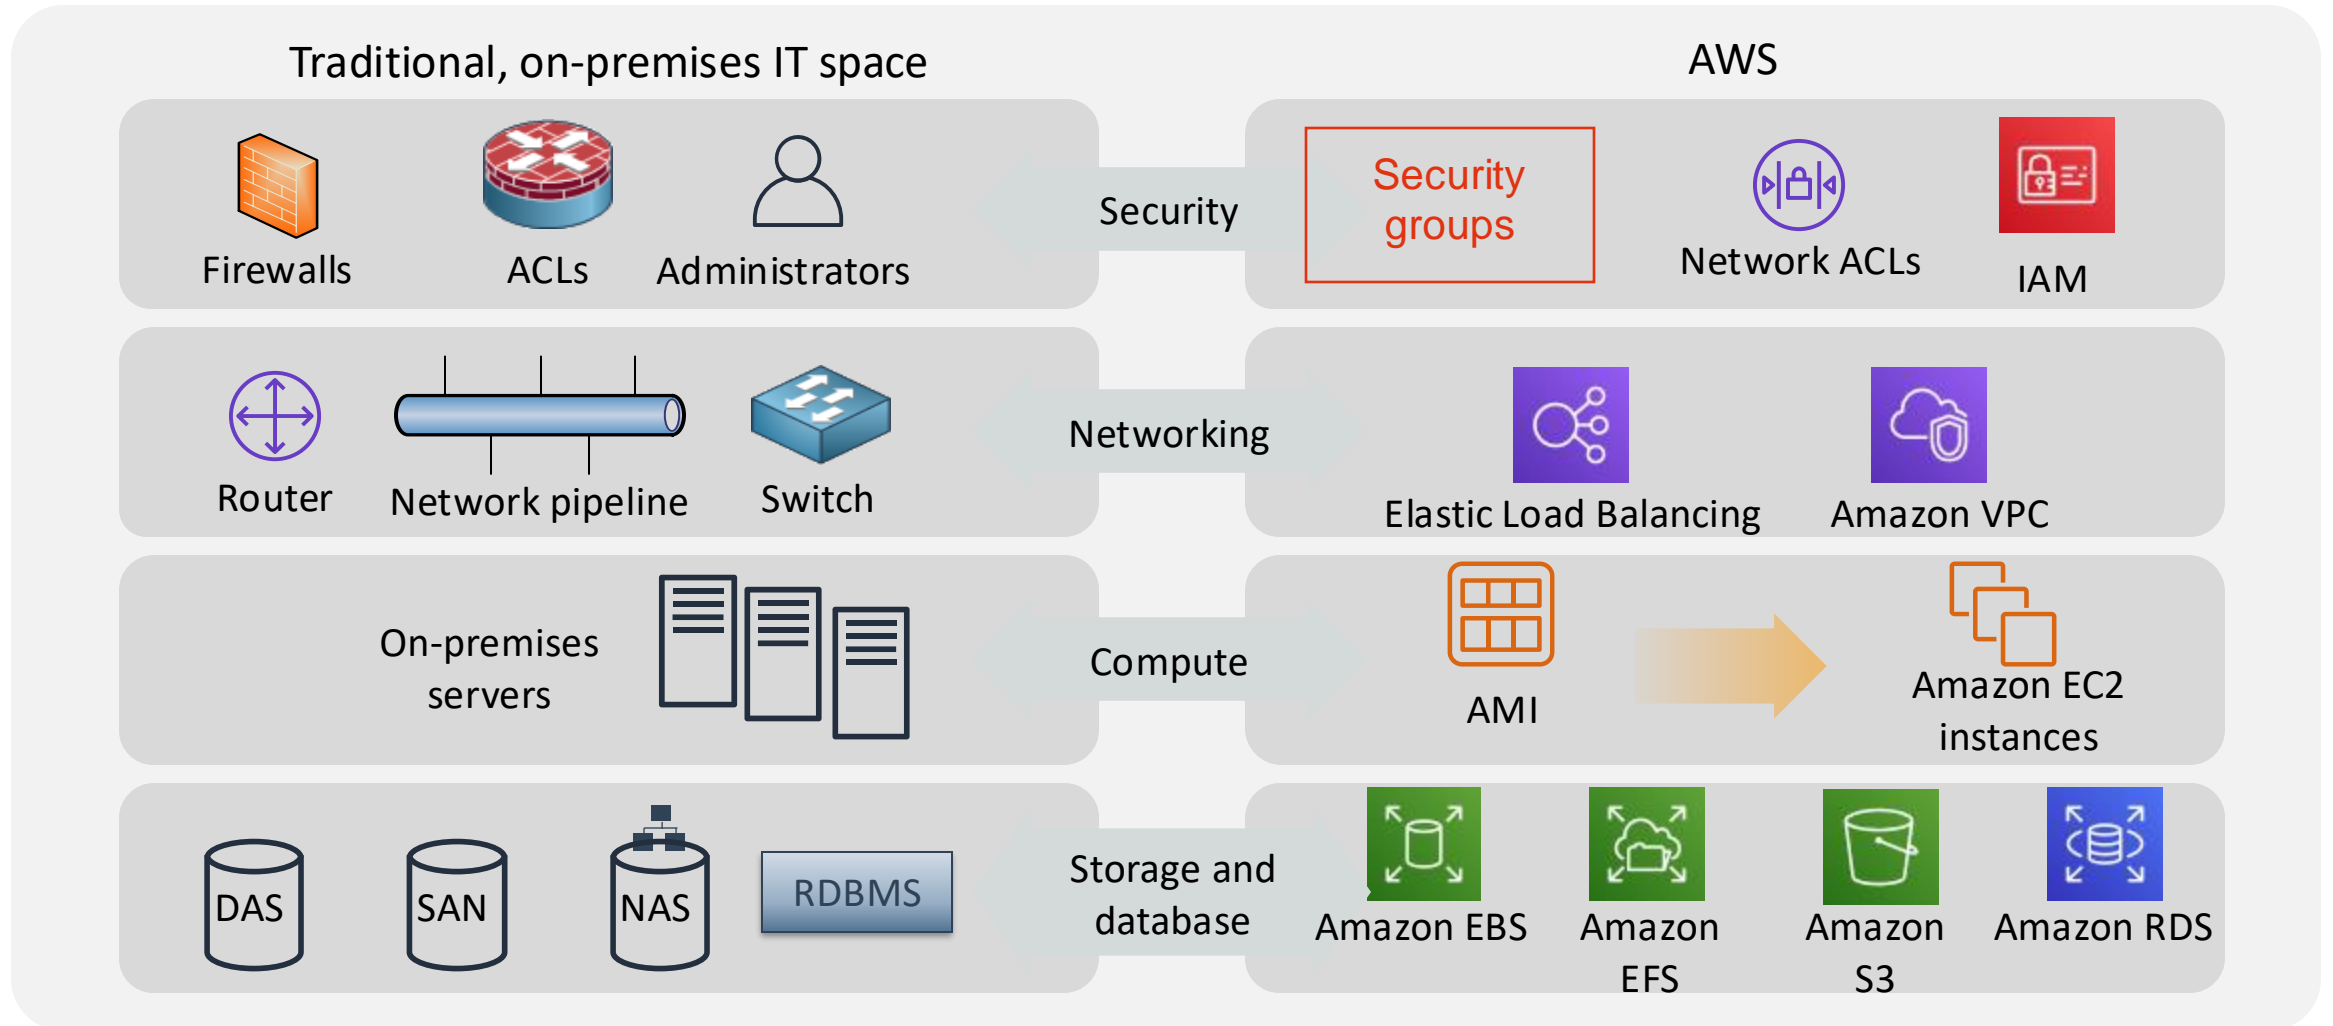 Traditional, on-premises IT space
AWS
Firewalls
ACLs
Administrators
Security
Security
groups
Network ACLs
IAM
Router
Network pipeline
Switch
Networking
Elastic Load Balancing
Amazon VPC
On-premises
servers
Compute
AMI
Amazon EC2
instances
DAS
SAN
NAS
RDBMS
Storage and
database
Amazon EBS
Amazon
EFS
Amazon
S3
Amazon RDS